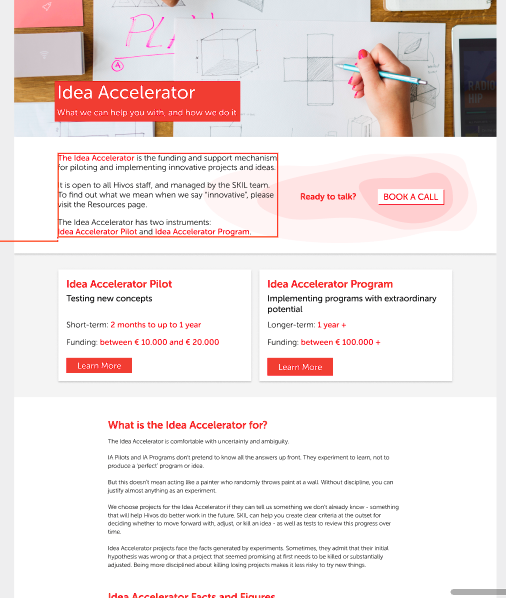 PLAN
A
Idea Accelerator
What we can help you with, and how we do it
The Idea Accelerator is the funding and support mechanism
for piloting and implementing innovative projects and ideas.
It is open to all Hivos staff, and managed by the SKIL team.
To find out what we mean when we say "innovative", please
visit the Resources page.
The Idea Accelerator has two instruments:
Idea Accelerator Pilot and Idea Accelerator Program.
Ready to talk?
BOOK A CALL
Idea Accelerator Pilot
Testing new concepts
Short-term: 2 months to up to 1 year
Funding: between € 10.000 and € 20.000
Learn More
Idea Accelerator Program
Implementing programs with extraordinary
potential
Longer-term: 1 year +
Funding: between € 100.000 +
Learn More
What is the Idea Accelerator for?
The Idea Accelerator is comfortable with uncertainty and ambiguity.
IA Pilots and IA Programs don't pretend to know all the answers up front. They experiment to learn, not to
produce a 'perfect' program or idea.
But this doesn't mean acting like a painter who randomly throws paint at a wall. Without discipline, you can
justify almost anything as an experiment.
We choose projects for the Idea Accelerator if they can tell us something we don't already know - something
that will help Hivos do better work in the future. SKIL can help you create clear criteria at the outset for
deciding whether to move forward with, adjust, or kill an idea - as well as tests to review this progress over
time.
Idea Accelerator projects face the facts generated by experiments. Sometimes, they admit that their initial
hypothesis was wrong or that a project that seemed promising at first needs to be killed or substantially
adjusted. Being more disciplined about killing losing projects makes it less risky to try new things.
Idea Accelerator Facts and Figures